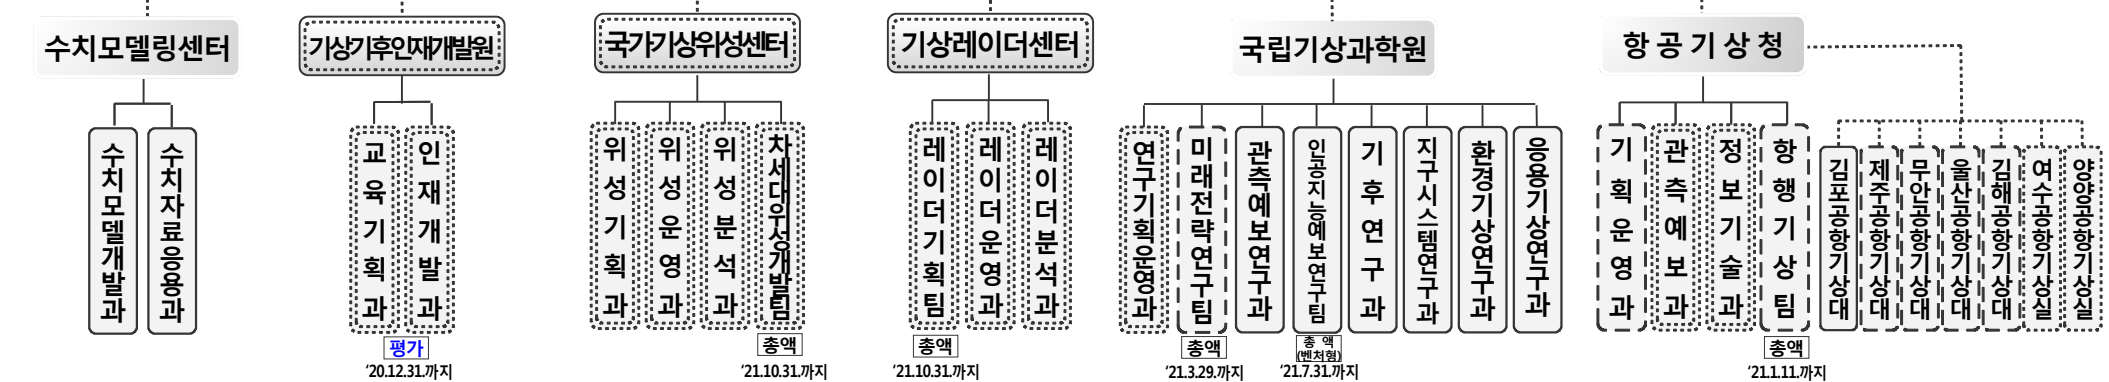 수치모델링센터
기상기후인재개발원
국가기상위성센터
기상레이더센터
국립기상과학원
항 공 기 상 청
수치모델개발과
수치자료응용과
교육기획과
인재개발과
위성기획과
위성운영과
위성분석과
차세대위성개발팀
레이더기획팀
레이더운영과
레이더분석과
연구기획운영과
미래전략연구팀
관측예보연구과
인공지능예보연구팀
기후연구과
지구시스템연구과
환경기상연구과
응용기상연구과
기획운영과
관측예보과
정보기술과
항행기상팀
김포공항기상대
제주공항기상대
무안공항기상대
울산공항기상대
김해공항기상대
여수공항기상실
양양공항기상실
평가
'20.12.31.까지
총액
'21.10.31.까지
총액
'21.10.31.까지
총액
'21.3.29.까지
총 액
(벤처형)
'21.7.31.까지
총액
'21.1.11.까지